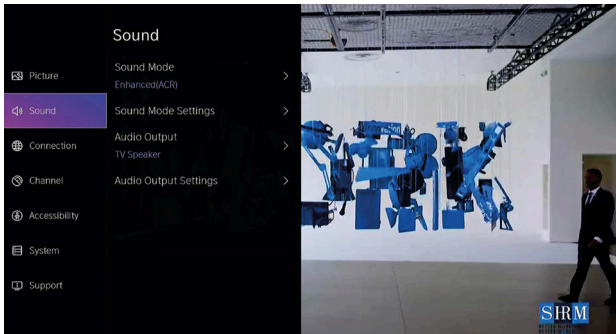 Sound
Picture
Sound
Connection
Channel
Accessibility
System
Support
Sound Mode
Enhanced(ACR)
Sound Mode Settings
Audio Output
TV Speaker
Audio Output Settings
SHRM